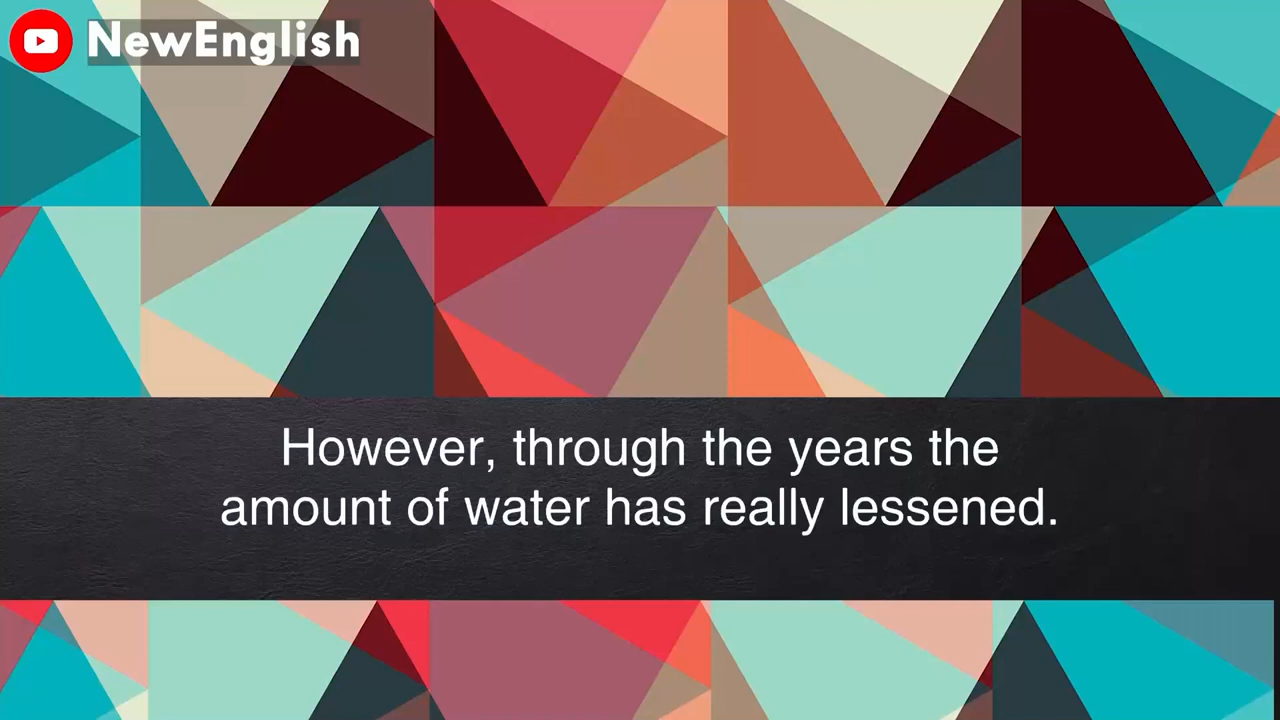 NewEnglish
However, through the years the
amount of water has really lessened.